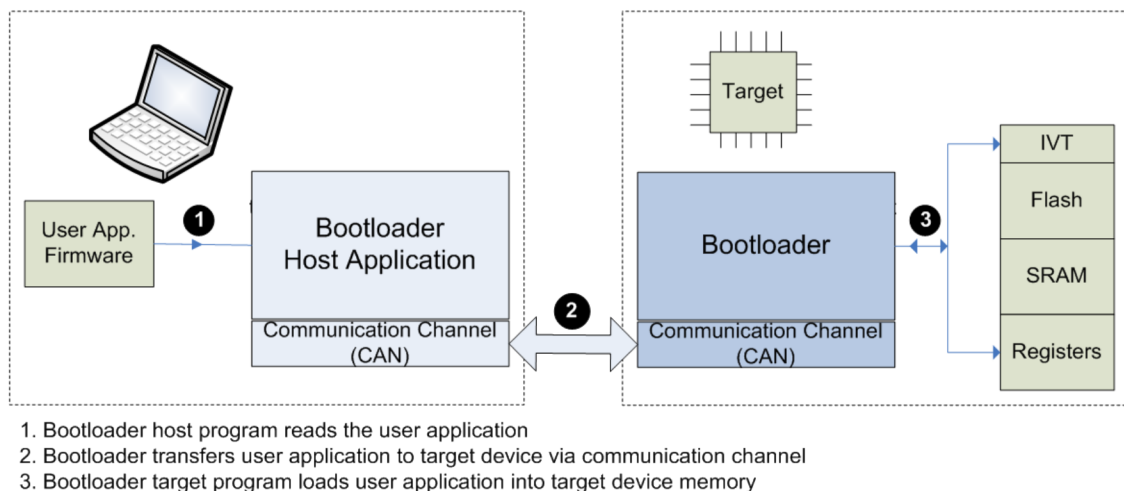 Target
IVT
Flash
SRAM
Registers
User App.
Firmware
1
Bootloader
Host Application
Communication Channel
(CAN)
2
Bootloader
Communication Channel
(CAN)
3
1. Bootloader host program reads the user application
2. Bootloader transfers user application to target device via communication channel
3. Bootloader target program loads user application into target device memory